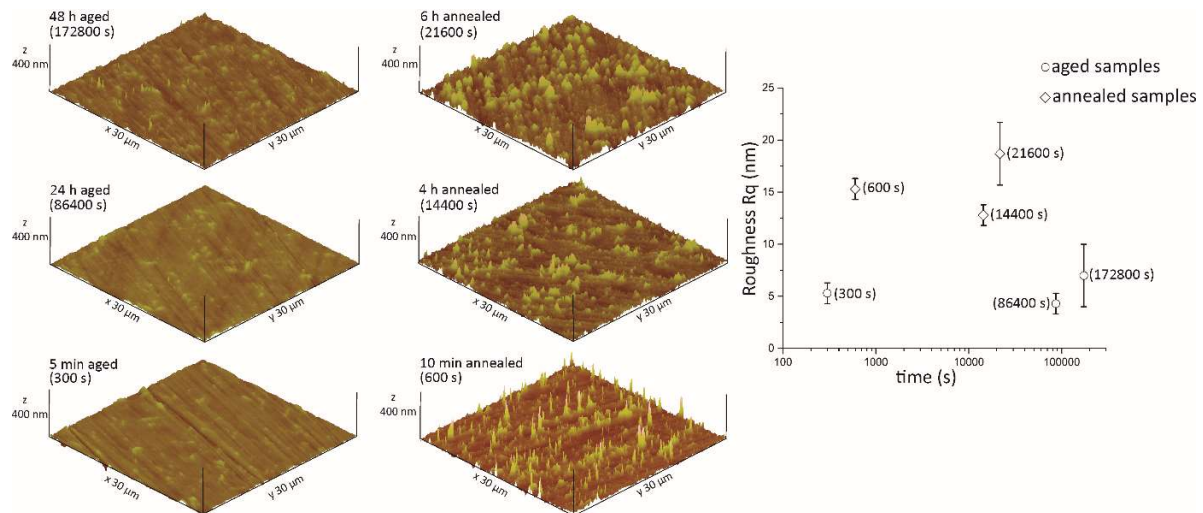 48 h aged
(172800 s)
z
400 nm
x 30 µm
y 30 µm
24 h aged
(86400 s)
z
400 nm
x 30 µm
y 30 µm
5 min aged
(300 s)
z
400 nm
x 30 µm
y 30 µm
6 h annealed
(21600 s)
z
400 nm
x 30 µm
y 30 µm
4 h annealed
(14400 s)
z
400 nm
x 30 µm
y 30 µm
10 min annealed
(600 s)
z
400 nm
x 30 µm
y 30 µm
aged samples
annealed samples
Roughness Rq (nm)
25
20
15
10
5
0
(21600 s)
(600 s)
(14400 s)
(300 s)
(172800 s)
(86400 s)
100
1000
10000
100000
time (s)